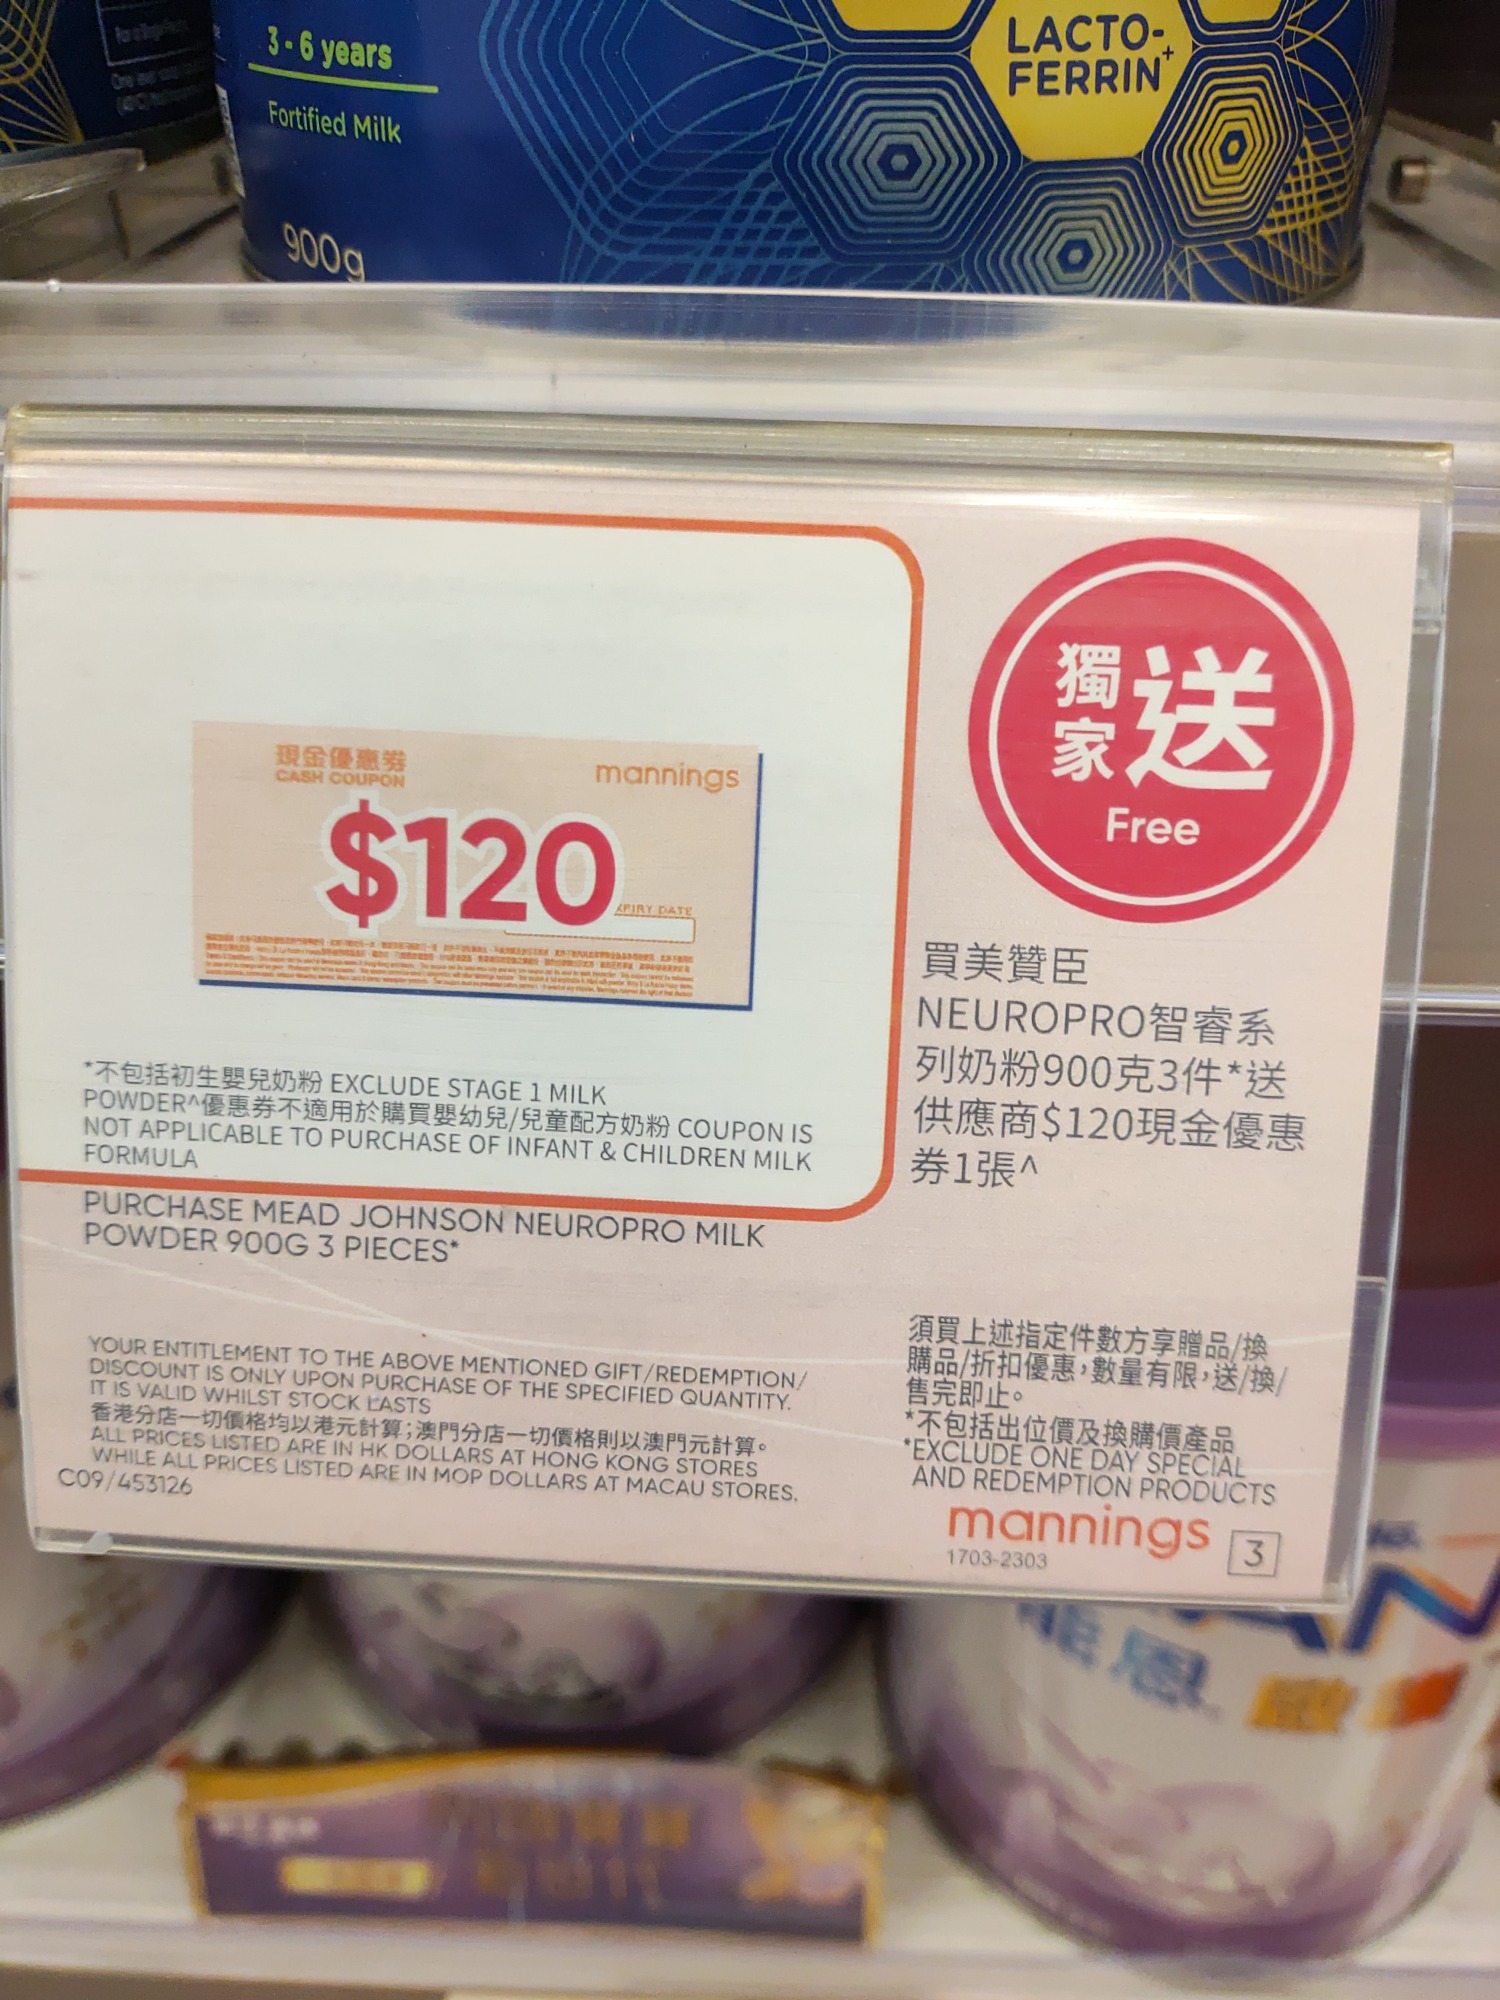 3 - 6 years
Fortified Milk
900g
LACTO-
FERRIN+
現金優惠券
CASH COUPON
mannings
$120
EXPIRY DATE
*不包括初生嬰兒奶粉 EXCLUDE STAGE 1 MILK
POWDER^優惠券不適用於購買嬰幼兒/兒童配方奶粉 COUPON IS
NOT APPLICABLE TO PURCHASE OF INFANT & CHILDREN MILK
FORMULA
PURCHASE MEAD JOHNSON NEUROPRO MILK
POWDER 900G 3 PIECES*
YOUR ENTITLEMENT TO THE ABOVE MENTIONED GIFT/REDEMPTION/
DISCOUNT IS ONLY UPON PURCHASE OF THE SPECIFIED QUANTITY.
IT IS VALID WHILST STOCK LASTS
香港分店一切價格均以港元計算;澳門分店一切價格則以澳門元計算。
ALL PRICES LISTED ARE IN HK DOLLARS AT HONG KONG STORES
WHILE ALL PRICES LISTED ARE IN MOP DOLLARS AT MACAU STORES.
C09/453126
獨家送
Free
買美贊臣
NEUROPRO智睿系
列奶粉900克3件*送
供應商$120現金優惠
券1張^
須買上述指定件數方享贈品/換
購品/折扣優惠,數量有限,送/換/
售完即止。
*不包括出位價及換購價產品
*EXCLUDE ONE DAY SPECIAL
AND REDEMPTION PRODUCTS
mannings
1703-2303
3
能恩